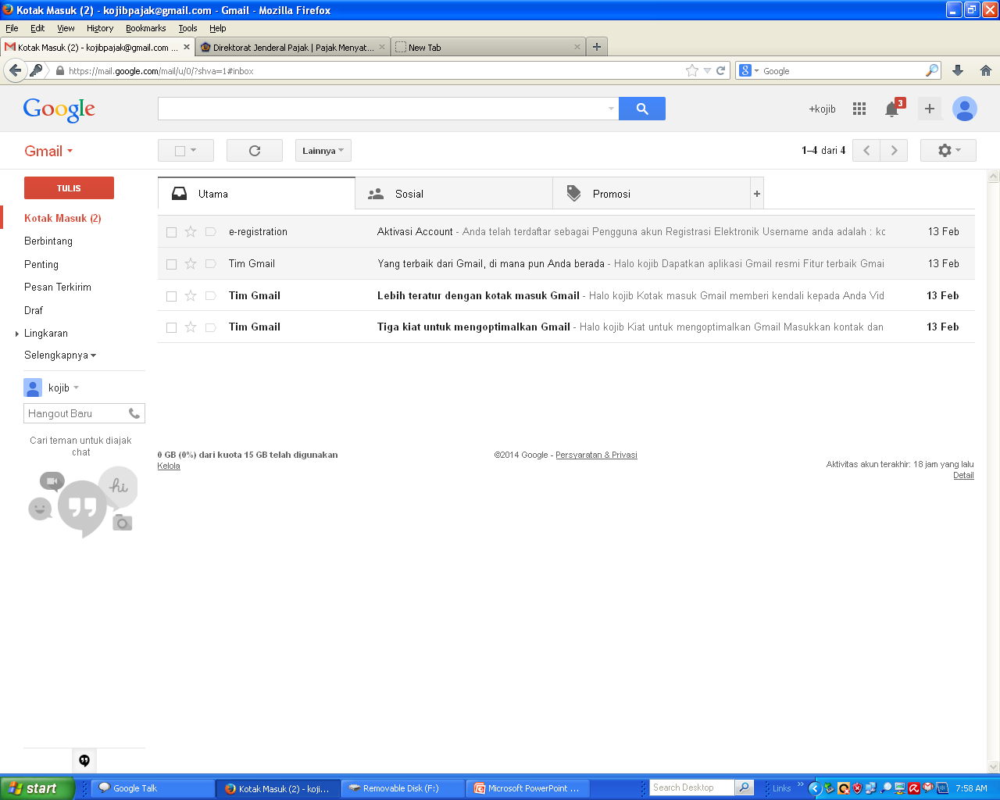 Kotak Masuk (2) - kojibpajak@gmail.com - Gmail - Mozilla Firefox
File Edit View History Bookmarks Tools Help
Kotak Masuk (2) - kojibpajak@gmail.com ... Direktorat Jenderal Pajak | Pajak Menyat... New Tab
https://mail.google.com/mail/u/0/?shva=1#inbox Google
Google +kojib 3
Gmail Lainnya 1–4 dari 4
TULIS
Utama Sosial Promosi +
Kotak Masuk (2)
Berbintang
Penting
Pesan Terkirim
Draf
Lingkaran
Selengkapnya
e-registration Aktivasi Account - Anda telah terdaftar sebagai Pengguna akun Registrasi Elektronik Username anda adalah : kc 13 Feb
Tim Gmail Yang terbaik dari Gmail, di mana pun Anda berada - Halo kojib Dapatkan aplikasi Gmail resmi Fitur terbaik Gmai 13 Feb
Tim Gmail Lebih teratur dengan kotak masuk Gmail - Halo kojib Kotak masuk Gmail memberi kendali kepada Anda Vid 13 Feb
Tim Gmail Tiga kiat untuk mengoptimalkan Gmail - Halo kojib Kiat untuk mengoptimalkan Gmail Masukkan kontak dan 13 Feb
kojib
Hangout Baru
Cari teman untuk diajak
chat
hi
0 GB (0%) dari kuota 15 GB telah digunakan
Kelola
©2014 Google - Persyaratan & Privasi
Aktivitas akun terakhir: 18 jam yang lalu
Detail
start Google Talk Kotak Masuk (2) - koji... Removable Disk (F:) Microsoft PowerPoint ... Search Desktop Links 7:58 AM